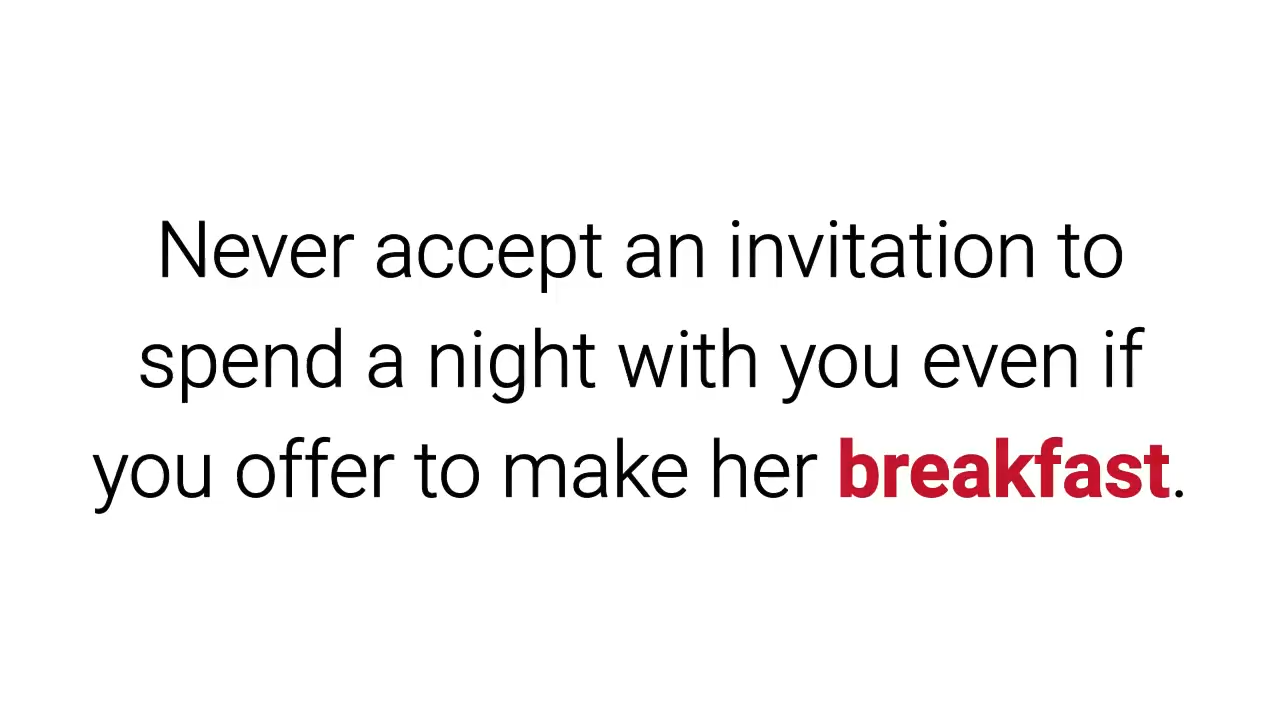 Never accept an invitation to
spend a night with you even if
you offer to make her breakfast.